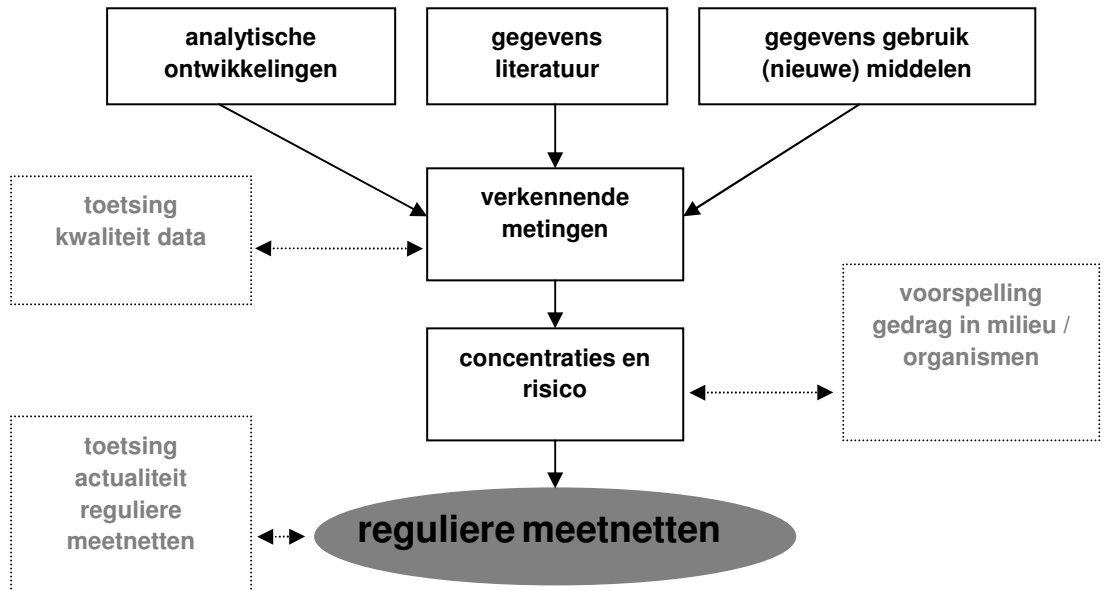 analytische
ontwikkelingen
gegevens
literatuur
gegevens gebruik
(nieuwe) middelen
toetsing
kwaliteit data
verkennende
metingen
voorspelling
gedrag in milieu /
organismen
concentraties en
risico
toetsing
actualiteit
reguliere
meetnetten
reguliere meetnetten